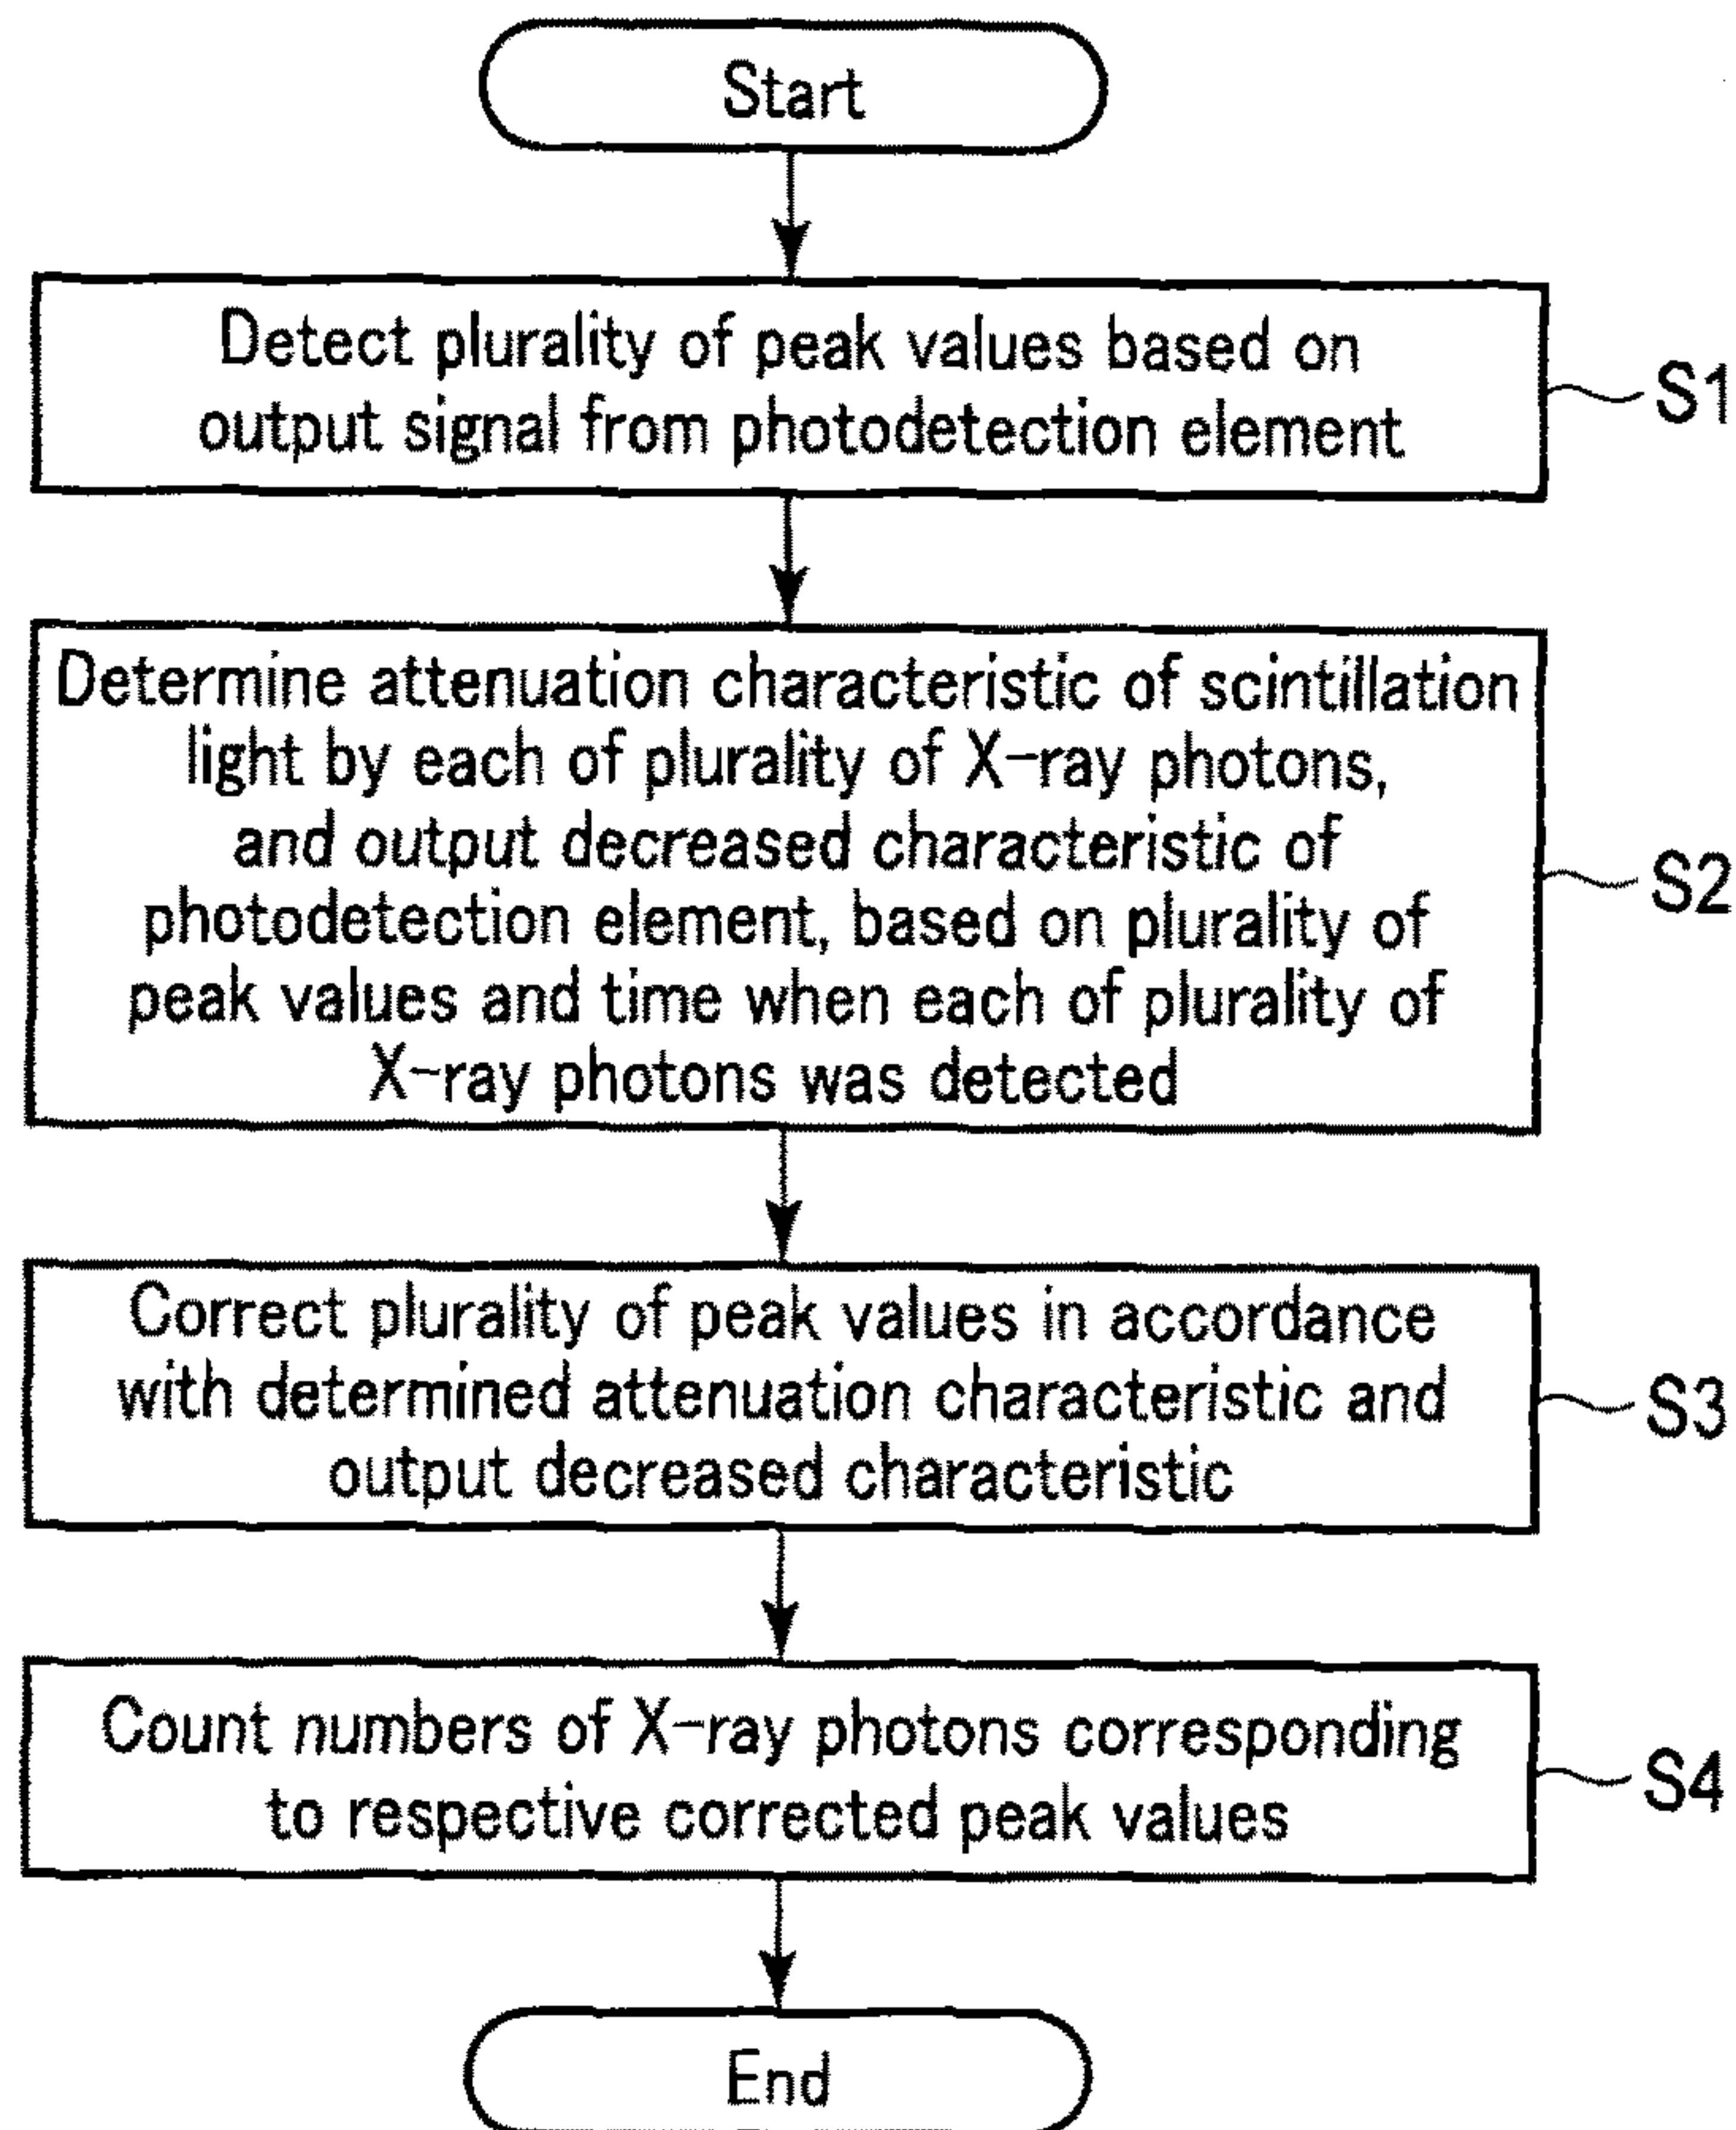 Start
Detect plurality of peak values based on
output signal from photodetection element
S1
Determine attenuation characteristic of scintillation
light by each of plurality of X-ray photons,
and output decreased characteristic of
photodetection element, based on plurality of
peak values and time when each of plurality of
X-ray photons was detected
S2
Correct plurality of peak values in accordance
with determined attenuation characteristic and
output decreased characteristic
S3
Count numbers of X-ray photons corresponding
to respective corrected peak values
S4
End